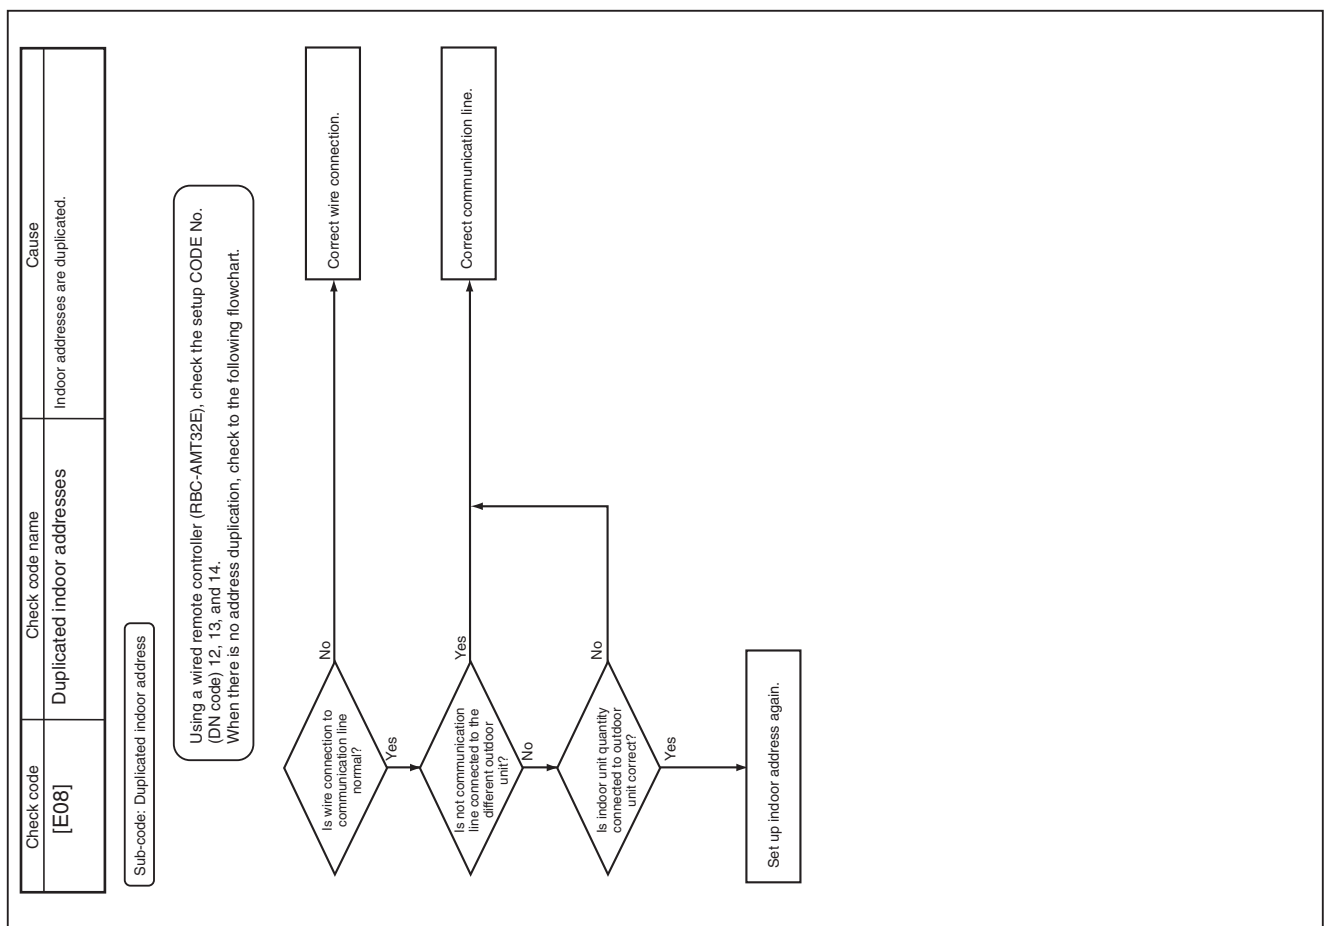 Check code
Check code name
Cause
[E08]
Duplicated indoor addresses
Indoor addresses are duplicated.
Sub-code: Duplicated indoor address
Using a wired remote controller (RBC-AMT32E), check the setup CODE No.
(DN code) 12, 13, and 14.
When there is no address duplication, check to the following flowchart.
Is wire connection to
communication line
normal?
No
Correct wire connection.
Yes
Is not communication
line connected to the
different outdoor
unit?
Yes
Correct communication line.
No
Is indoor unit quantity
connected to outdoor
unit correct?
No
Yes
Set up indoor address again.